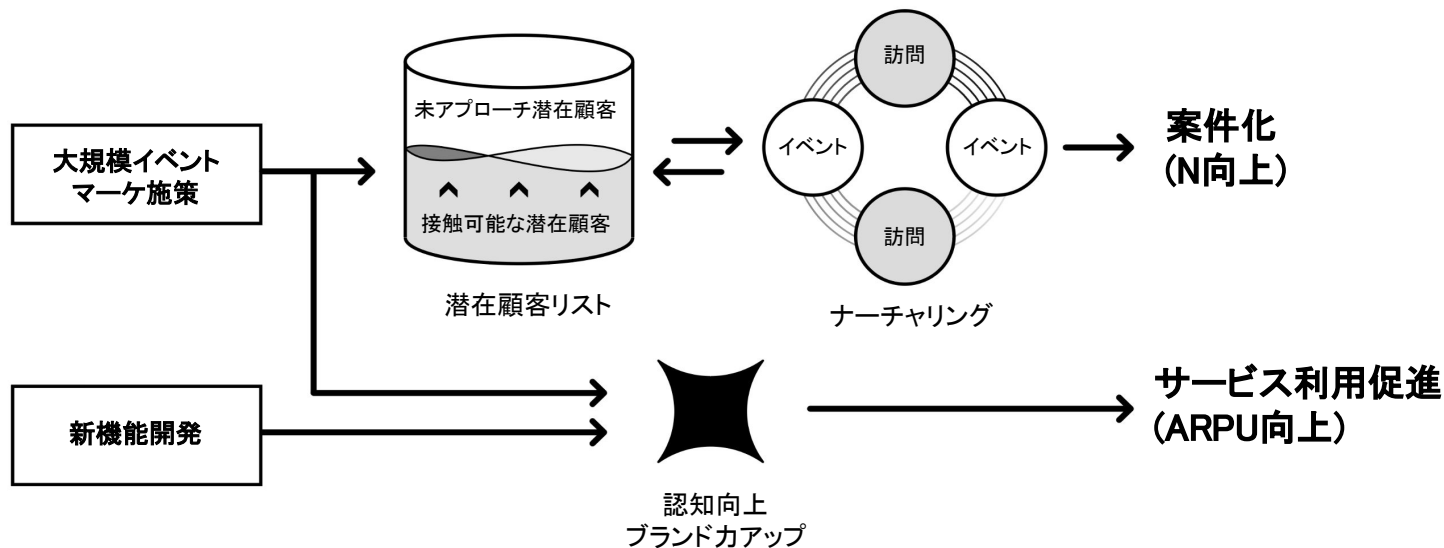 大規模イベント
マーケ施策
未アプローチ潜在顧客
接触可能な潜在顧客
潜在顧客リスト
訪問
イベント
イベント
訪問
ナーチャリング
案件化
(N向上)
新機能開発
認知向上
ブランド力アップ
サービス利用促進
(ARPU向上)